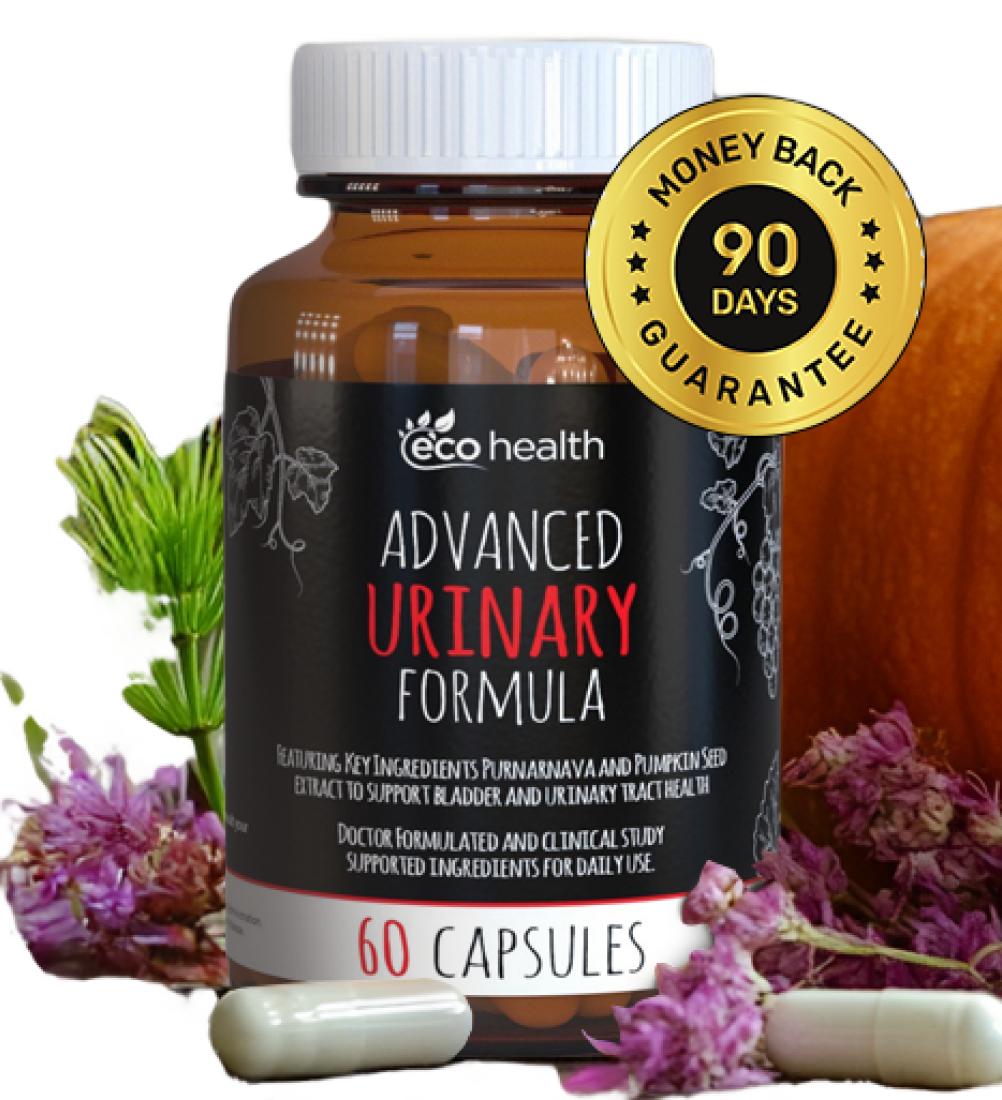 MONEY BACK
90
DAYS
GUARANTEE
eco health
ADVANCED
URINARY
FORMULA
FEATURING KEY INGREDIENTS PURNARNAVA AND PUMPKIN SEED
EXTRACT TO SUPPORT BLADDER AND URINARY TRACT HEALTH
DOCTOR FORMULATED AND CLINICAL STUDY
SUPPORTED INGREDIENTS FOR DAILY USE.
60 CAPSULES